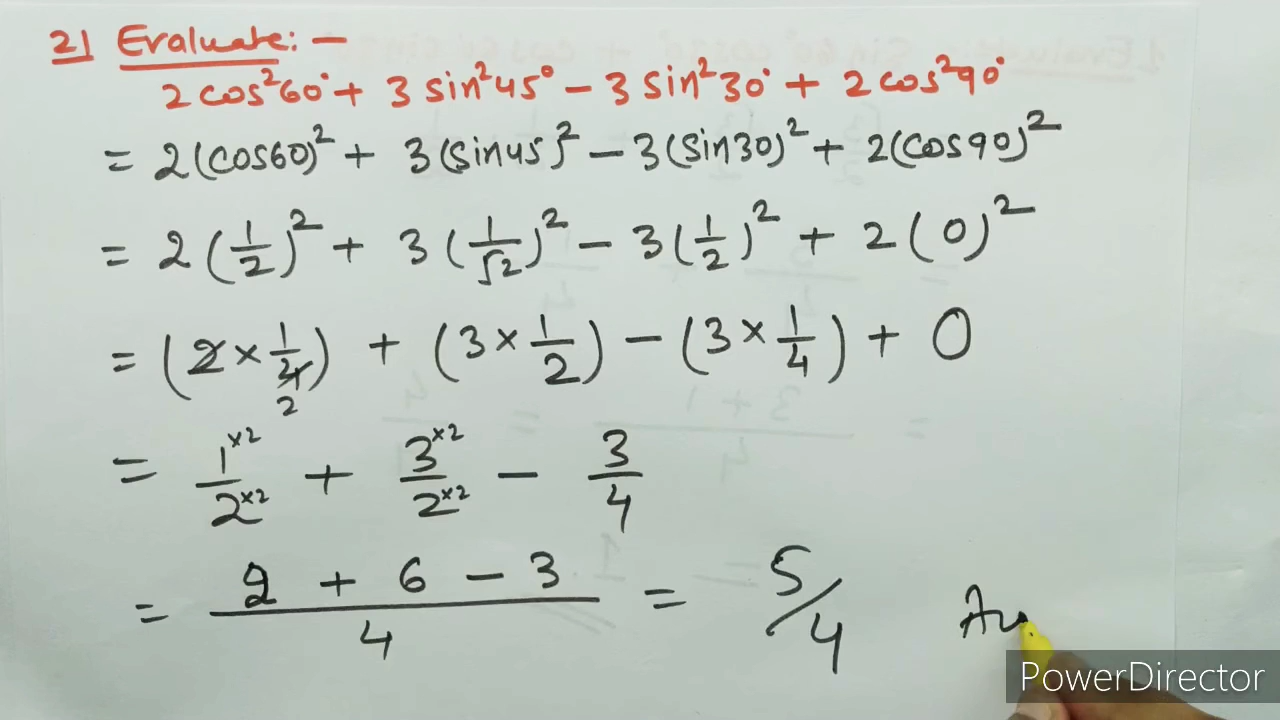 2] Evaluate: -
2 cos²60° + 3 sin²45° - 3 sin²30° + 2 cos²90°
= 2(cos60)² + 3(sin45)² - 3(sin30)² + 2(cos90)²
= 2(1/2)² + 3(1/√2)² - 3(1/2)² + 2(0)²
= (2 × 1/4 2) + (3 × 1/2) - (3 × 1/4) + 0
= 1×2/2×2 + 3×2/2×2 - 3/4
= 2 + 6 - 3/4 = 5/4 An
PowerDirector